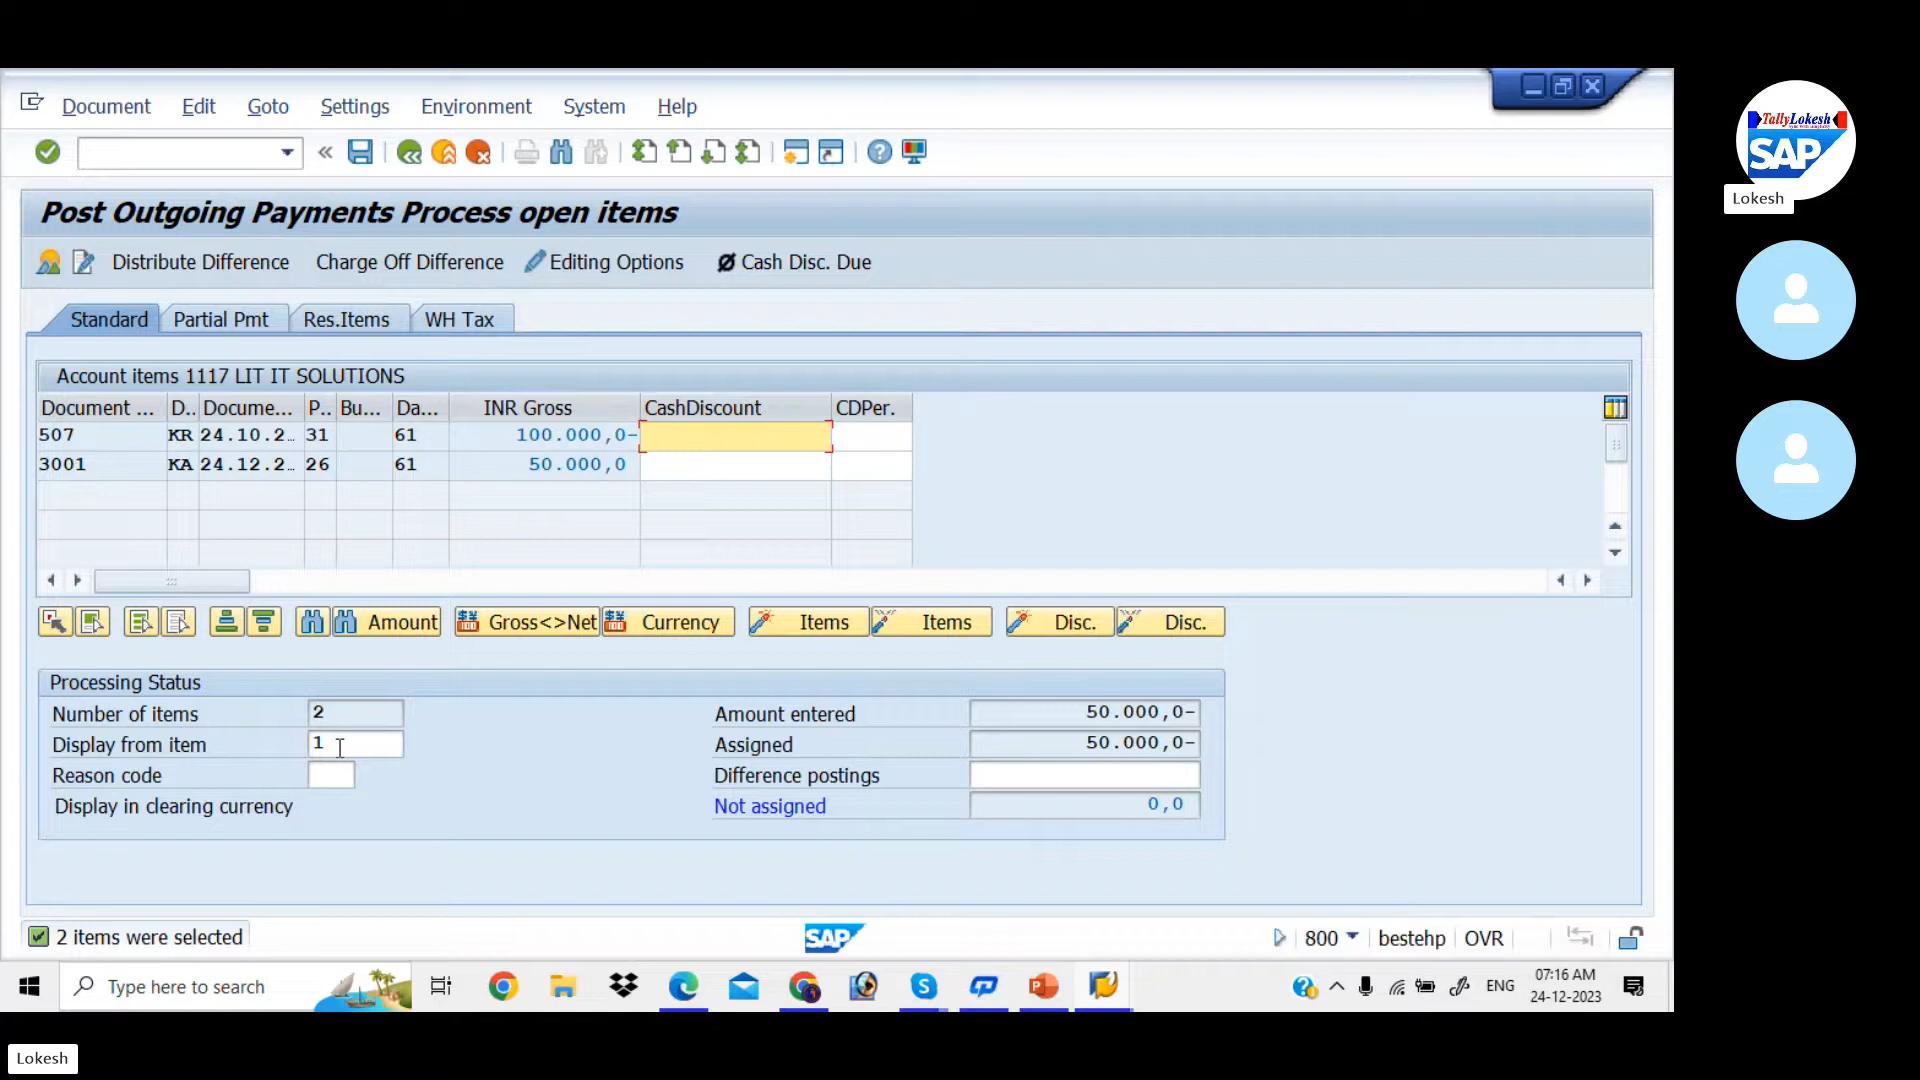 Document Edit Goto Settings Environment System Help
Post Outgoing Payments Process open items
Distribute Difference Charge Off Difference Editing Options Cash Disc. Due
Standard Partial Pmt Res.Items WH Tax
Account items 1117 LIT IT SOLUTIONS
Document ... D.. Docume... P.. Bu... Da... INR Gross CashDiscount CDPer.
507 KR 24.10.2… 31 61 100.000,0-
3001 KA 24.12.2… 26 61 50.000,0
Amount Gross<>Net Currency Items Items Disc. Disc.
Processing Status
Number of items 2 Amount entered 50.000,0-
Display from item 1 Assigned 50.000,0-
Reason code Difference postings
Display in clearing currency Not assigned 0,0
2 items were selected SAP 800 bestehp OVR
Type here to search ENG 07:16 AM
24-12-2023
TallyLokesh
SAP
Lokesh
Lokesh